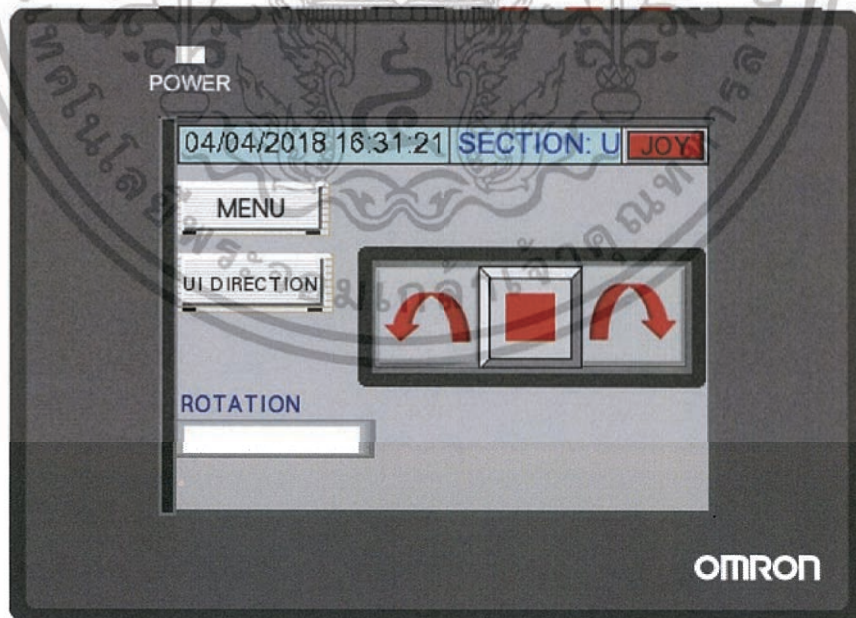 POWER
04/04/2018 16:31:21 SECTION: U JOY
MENU
UI DIRECTION
ROTATION
OMRON